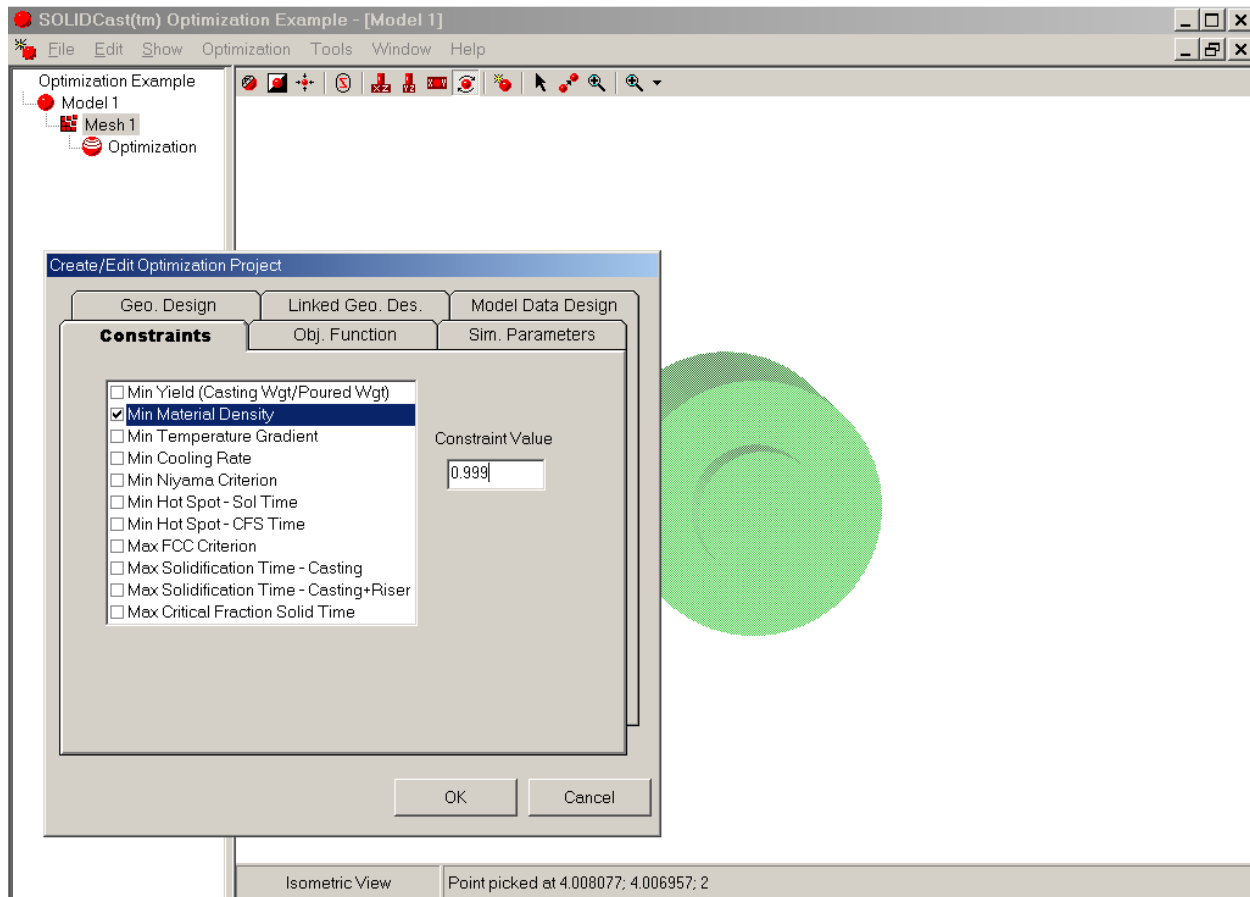 SOLIDCast(tm) Optimization Example - [Model 1]
File Edit Show Optimization Tools Window Help
Optimization Example
Model 1
Mesh 1
Optimization
XZ YZ XY
Create/Edit Optimization Project
Geo. Design Linked Geo. Des. Model Data Design
Constraints Obj. Function Sim. Parameters
Min Yield (Casting Wgt/Poured Wgt)
Min Material Density
Min Temperature Gradient
Min Cooling Rate
Min Niyama Criterion
Min Hot Spot - Sol Time
Min Hot Spot - CFS Time
Max FCC Criterion
Max Solidification Time - Casting
Max Solidification Time - Casting+Riser
Max Critical Fraction Solid Time
Constraint Value
0.999
OK Cancel
Isometric View Point picked at 4.008077; 4.006957; 2